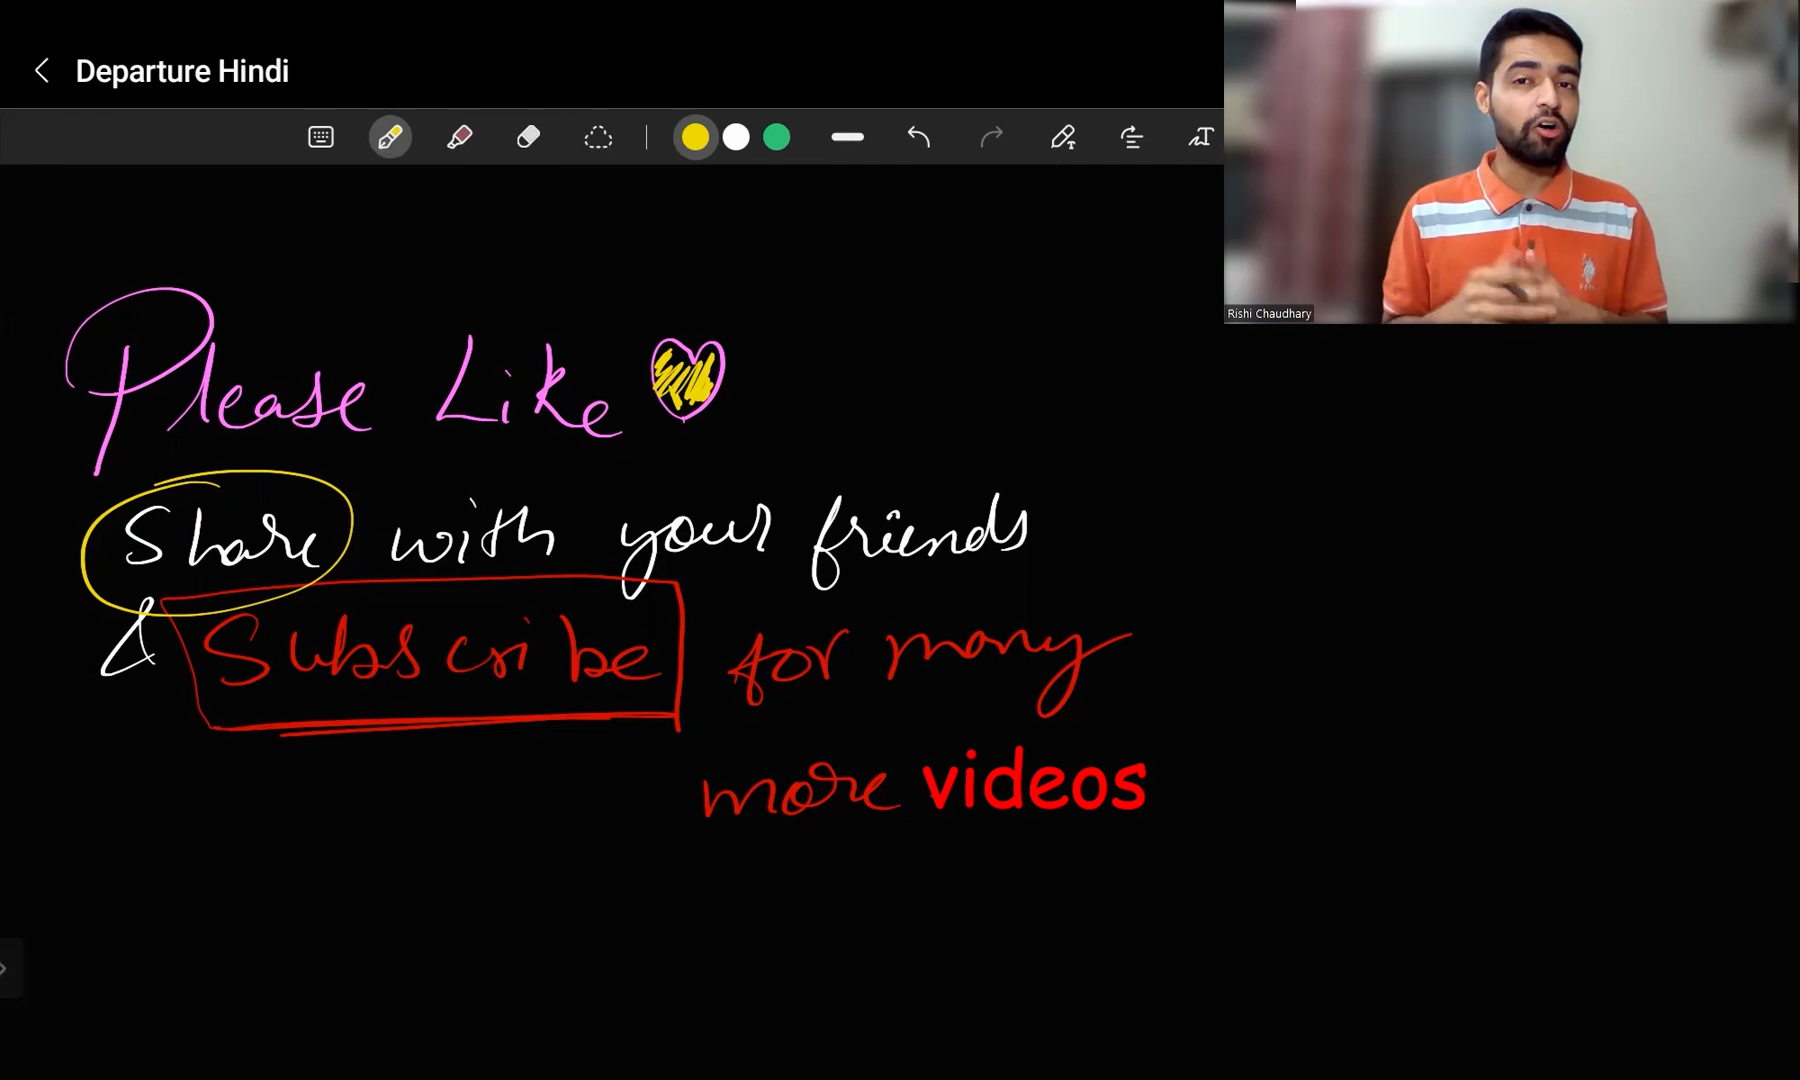 Departure Hindi
Rishi Chaudhary
Please Like
Share with your friends
& Subscribe for many
more videos